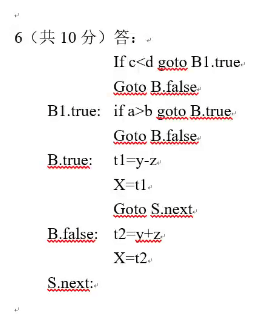 6（共 10 分）答：
If c<d goto B1.true
Goto B.false
B1.true: if a>b goto B.true
Goto B.false
B.true: t1=y-z
X=t1
Goto S.next
B.false: t2=y+z
X=t2
S.next: